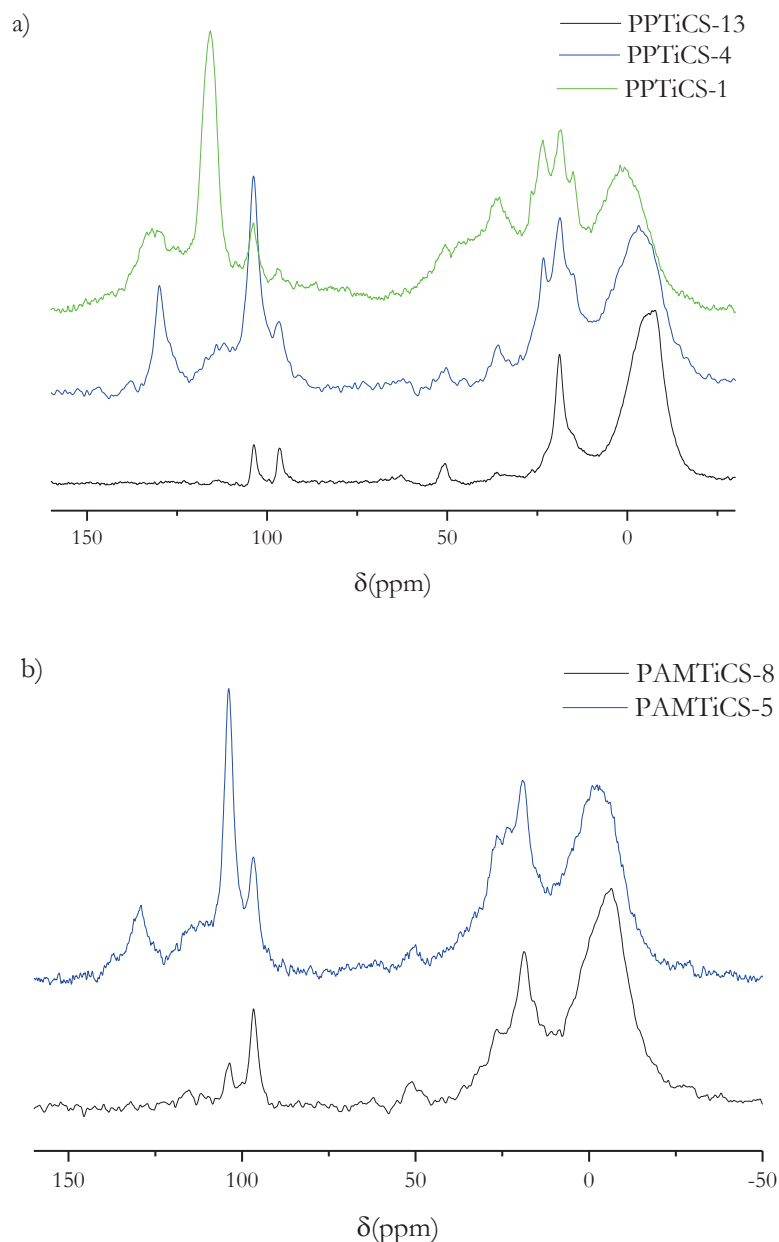 a)
PPTiCS-13
PPTiCS-4
PPTiCS-1
150
100
50
0
δ(ppm)
b)
PAMTiCS-8
PAMTiCS-5
150
100
50
0
-50
δ(ppm)